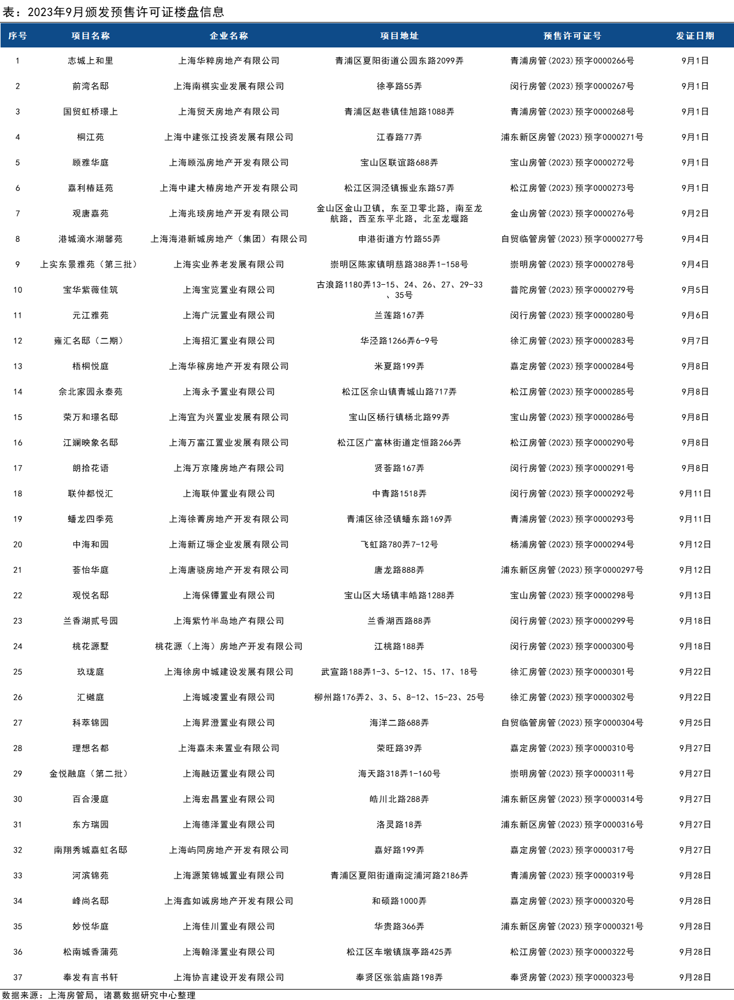 表：2023年9月颁发预售许可证楼盘信息
序号 项目名称 企业名称 项目地址 预售许可证号 发证日期
1 志城上和里 上海华粹房地产有限公司 青浦区夏阳街道公园东路2099弄 青浦房管(2023)预字0000266号 9月1日
2 前湾名邸 上海南祺实业发展有限公司 徐亭路55弄 闵行房管(2023)预字0000267号 9月1日
3 国贸虹桥璟上 上海贸天房地产有限公司 青浦区赵巷镇佳旭路1088弄 青浦房管(2023)预字0000268号 9月1日
4 桐江苑 上海中建张江投资发展有限公司 江春路77弄 浦东新区房管(2023)预字0000271号 9月1日
5 顾雅华庭 上海顾泓房地产开发有限公司 宝山区联谊路688弄 宝山房管(2023)预字0000272号 9月1日
6 嘉利椿廷苑 上海中建大椿房地产开发有限公司 松江区洞泾镇振业东路57弄 松江房管(2023)预字0000273号 9月1日
7 观唐嘉苑 上海兆琰房地产开发有限公司 金山区金山卫镇，东至卫零北路，南至龙
航路，西至东平北路，北至龙堰路 金山房管(2023)预字0000276号 9月2日
8 港城滴水湖馨苑 上海海港新城房地产（集团）有限公司 申港街道方竹路55弄 自贸临管房管(2023)预字0000277号 9月4日
9 上实东景雅苑（第三批） 上海实业养老发展有限公司 崇明区陈家镇明慈路388弄1-158号 崇明房管(2023)预字0000278号 9月4日
10 宝华紫薇佳筑 上海宝览置业有限公司 古浪路1180弄13-15、24、26、27、29-33
、35号 普陀房管(2023)预字0000279号 9月5日
11 元江雅苑 上海广沅置业有限公司 兰莲路167弄 闵行房管(2023)预字0000280号 9月6日
12 雍汇名邸（二期） 上海招汇置业有限公司 华泾路1266弄6-9号 徐汇房管(2023)预字0000283号 9月7日
13 梧桐悦庭 上海华稼房地产开发有限公司 米夏路199弄 嘉定房管(2023)预字0000284号 9月8日
14 佘北家园永泰苑 上海永予置业有限公司 松江区佘山镇青城山路717弄 松江房管(2023)预字0000285号 9月8日
15 荣万和璟名邸 上海宜为兴置业发展有限公司 宝山区杨行镇杨北路99弄 宝山房管(2023)预字0000286号 9月8日
16 江斓映象名邸 上海万富江置业发展有限公司 松江区广富林街道定恒路266弄 松江房管(2023)预字0000290号 9月8日
17 朗拾花语 上海万京隆房地产有限公司 贤荟路167弄 闵行房管(2023)预字0000291号 9月8日
18 联仲都悦汇 上海联仲置业有限公司 中青路1518弄 闵行房管(2023)预字0000292号 9月11日
19 蟠龙四季苑 上海徐菁房地产开发有限公司 青浦区徐泾镇蟠东路169弄 青浦房管(2023)预字0000293号 9月11日
20 中海和园 上海新辽塬企业发展有限公司 飞虹路780弄7-12号 杨浦房管(2023)预字0000294号 9月12日
21 荟怡华庭 上海唐骁房地产开发有限公司 唐龙路888弄 浦东新区房管(2023)预字0000297号 9月12日
22 观悦名邸 上海保镡置业有限公司 宝山区大场镇丰皓路1288弄 宝山房管(2023)预字0000298号 9月13日
23 兰香湖贰号园 上海紫竹半岛地产有限公司 兰香湖西路88弄 闵行房管(2023)预字0000299号 9月18日
24 桃花源墅 桃花源（上海）房地产开发有限公司 江桃路188弄 闵行房管(2023)预字0000300号 9月18日
25 玖珑庭 上海徐房中城建设发展有限公司 武宣路188弄1-3、5-12、15、17、18号 徐汇房管(2023)预字0000301号 9月22日
26 汇樾庭 上海城凌置业有限公司 柳州路176弄2、3、5、8-12、15-23、25号 徐汇房管(2023)预字0000302号 9月22日
27 科萃锦园 上海昇澄置业有限公司 海洋二路688弄 自贸临管房管(2023)预字0000304号 9月25日
28 理想名都 上海嘉未来置业有限公司 荣旺路39弄 嘉定房管(2023)预字0000310号 9月27日
29 金悦融庭（第二批） 上海融迈置业有限公司 海天路318弄1-160号 崇明房管(2023)预字0000311号 9月27日
30 百合漫庭 上海宏昌置业有限公司 皓川北路288弄 浦东新区房管(2023)预字0000314号 9月27日
31 东方瑞园 上海德泽置业有限公司 洛灵路18弄 浦东新区房管(2023)预字0000316号 9月27日
32 南翔秀城嘉虹名邸 上海屿同房地产开发有限公司 嘉好路199弄 嘉定房管(2023)预字0000317号 9月27日
33 河滨锦苑 上海源策锦城置业有限公司 青浦区夏阳街道南淀浦河路2186弄 青浦房管(2023)预字0000319号 9月28日
34 峰尚名邸 上海鑫如诚房地产开发有限公司 和硕路1000弄 嘉定房管(2023)预字0000320号 9月28日
35 妙悦华庭 上海佳川置业有限公司 华贵路366弄 浦东新区房管(2023)预字0000321号 9月28日
36 松南城香蒲苑 上海翰泽置业有限公司 松江区车墩镇旗亭路425弄 松江房管(2023)预字0000322号 9月28日
37 奉发有言书轩 上海协言建设开发有限公司 奉贤区张翁庙路198弄 奉贤房管(2023)预字0000323号 9月28日
数据来源：上海房管局，诸葛数据研究中心整理